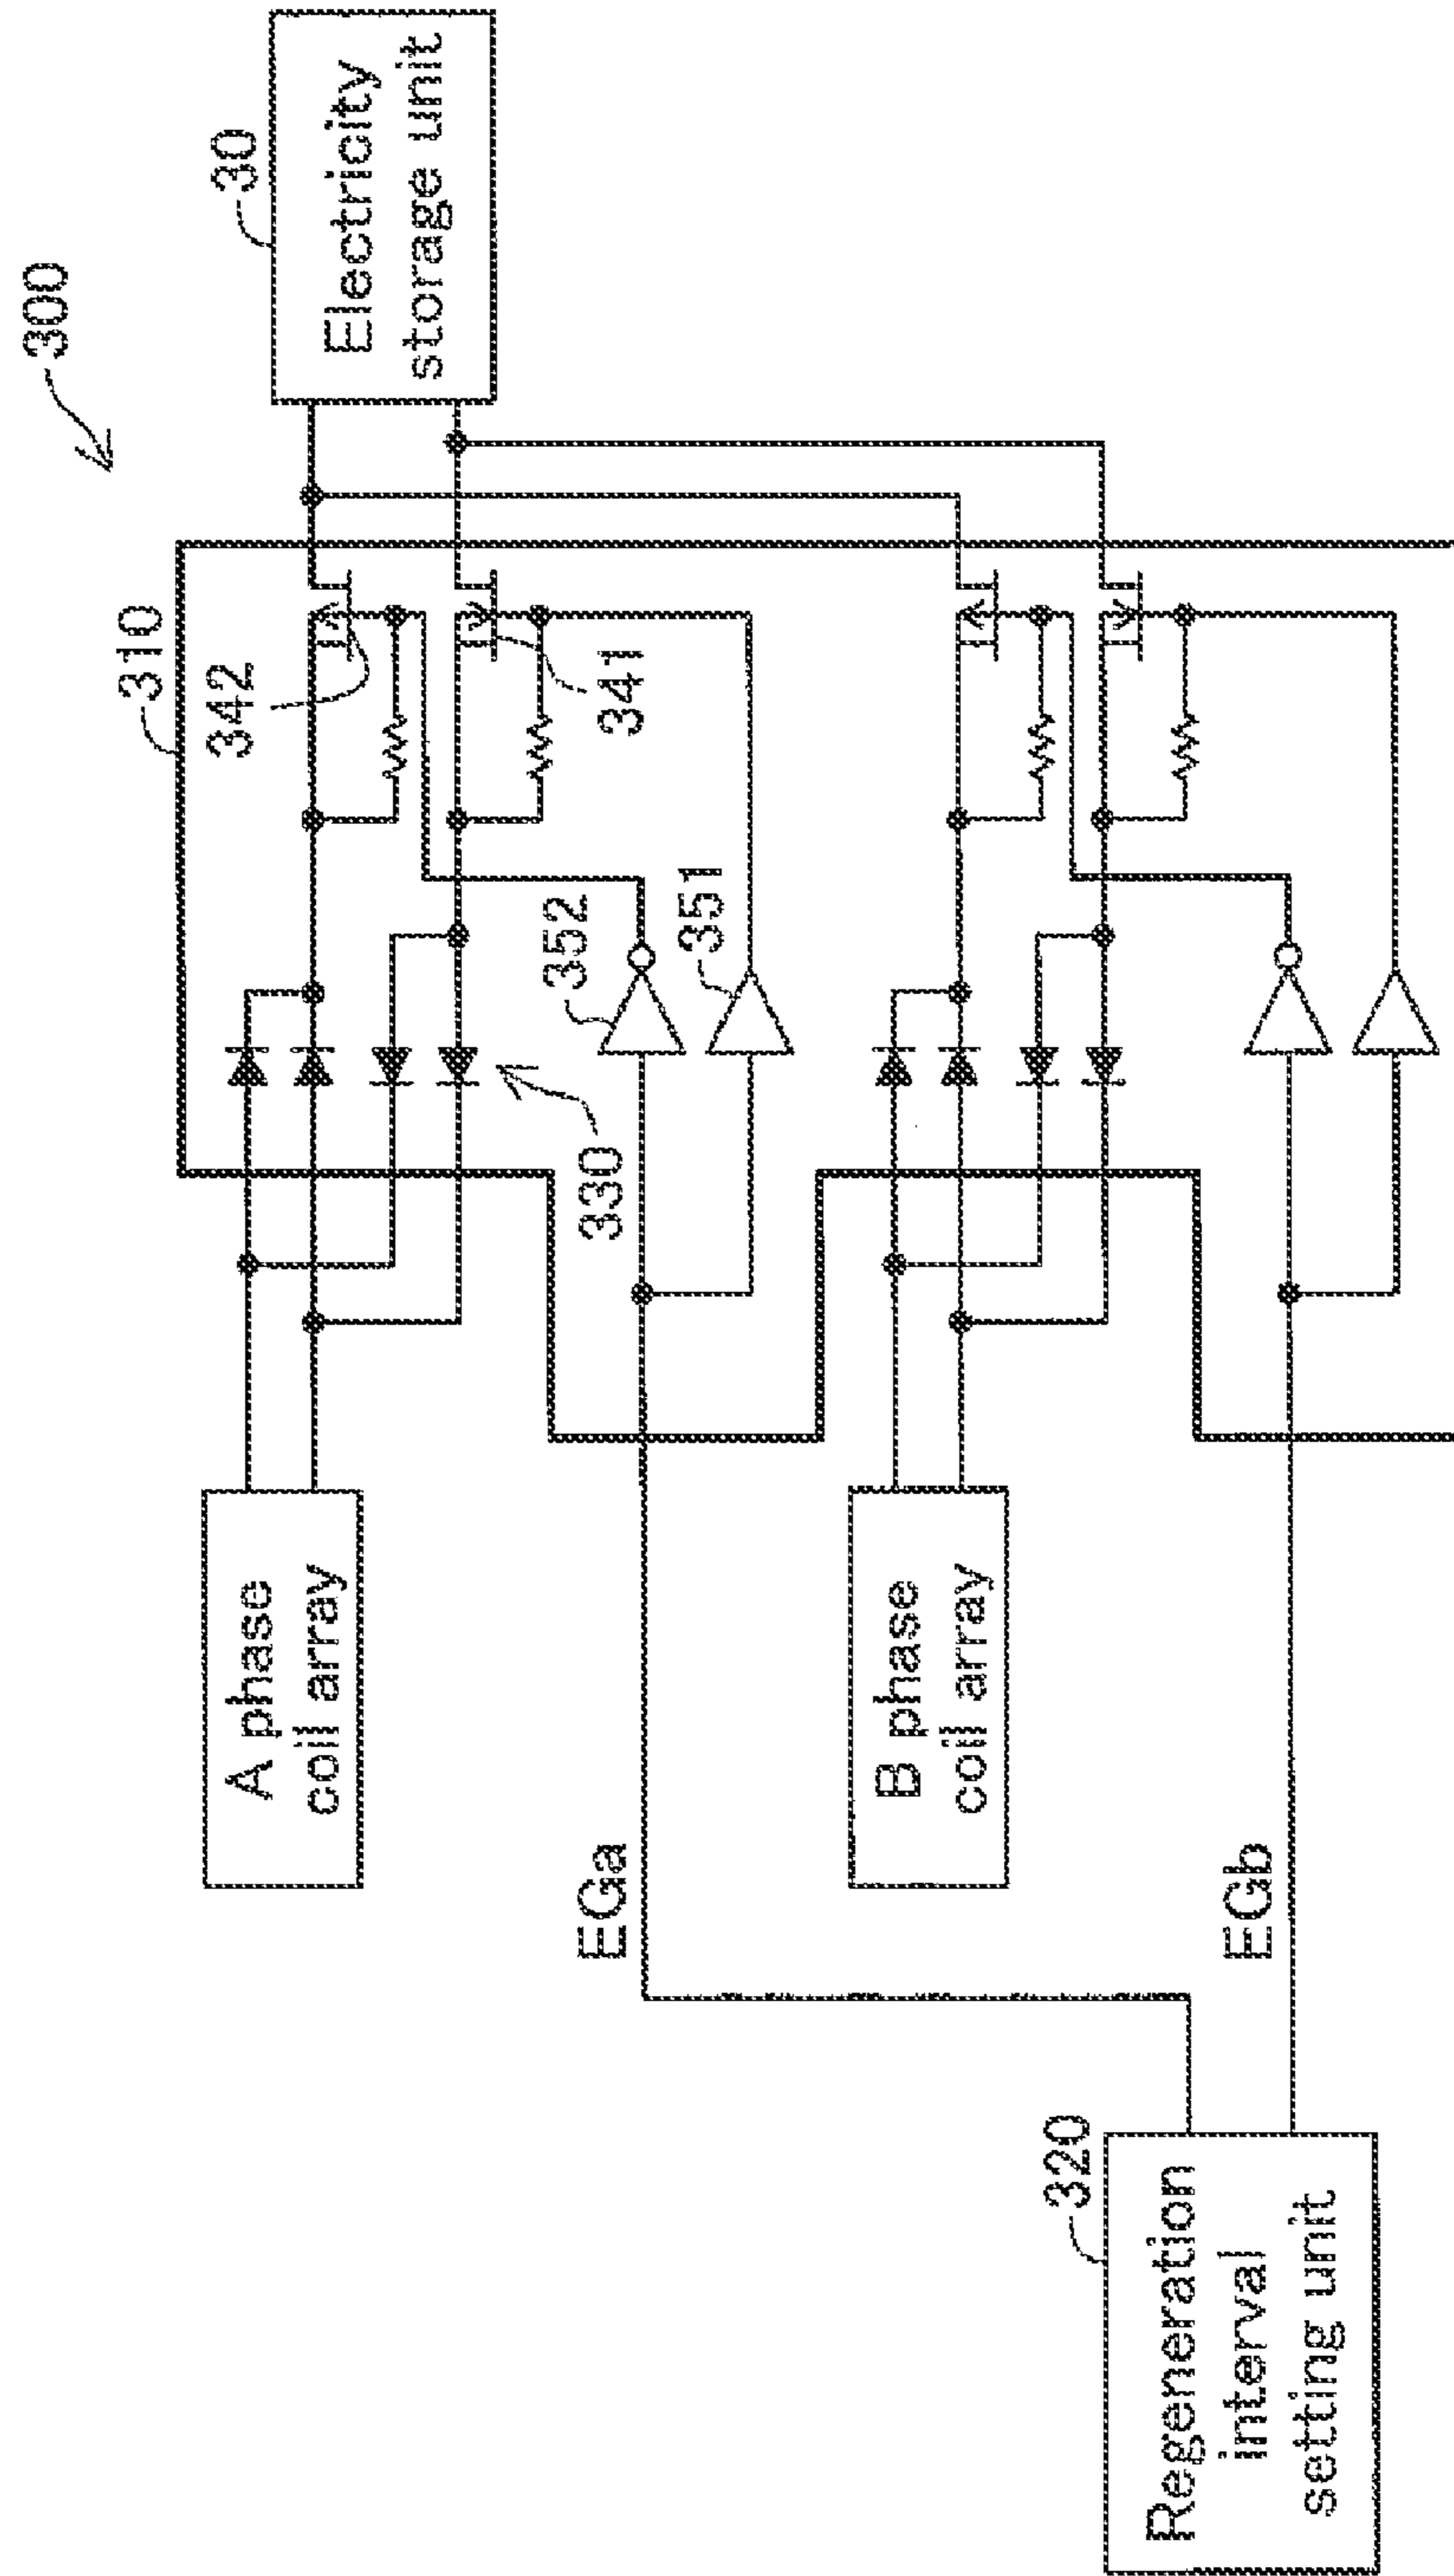 300
310
30
Electricity
storage unit
342
341
330
352
351
A phase
coil array
EGa
B phase
coil array
EGb
320
Regeneration
interval
setting unit